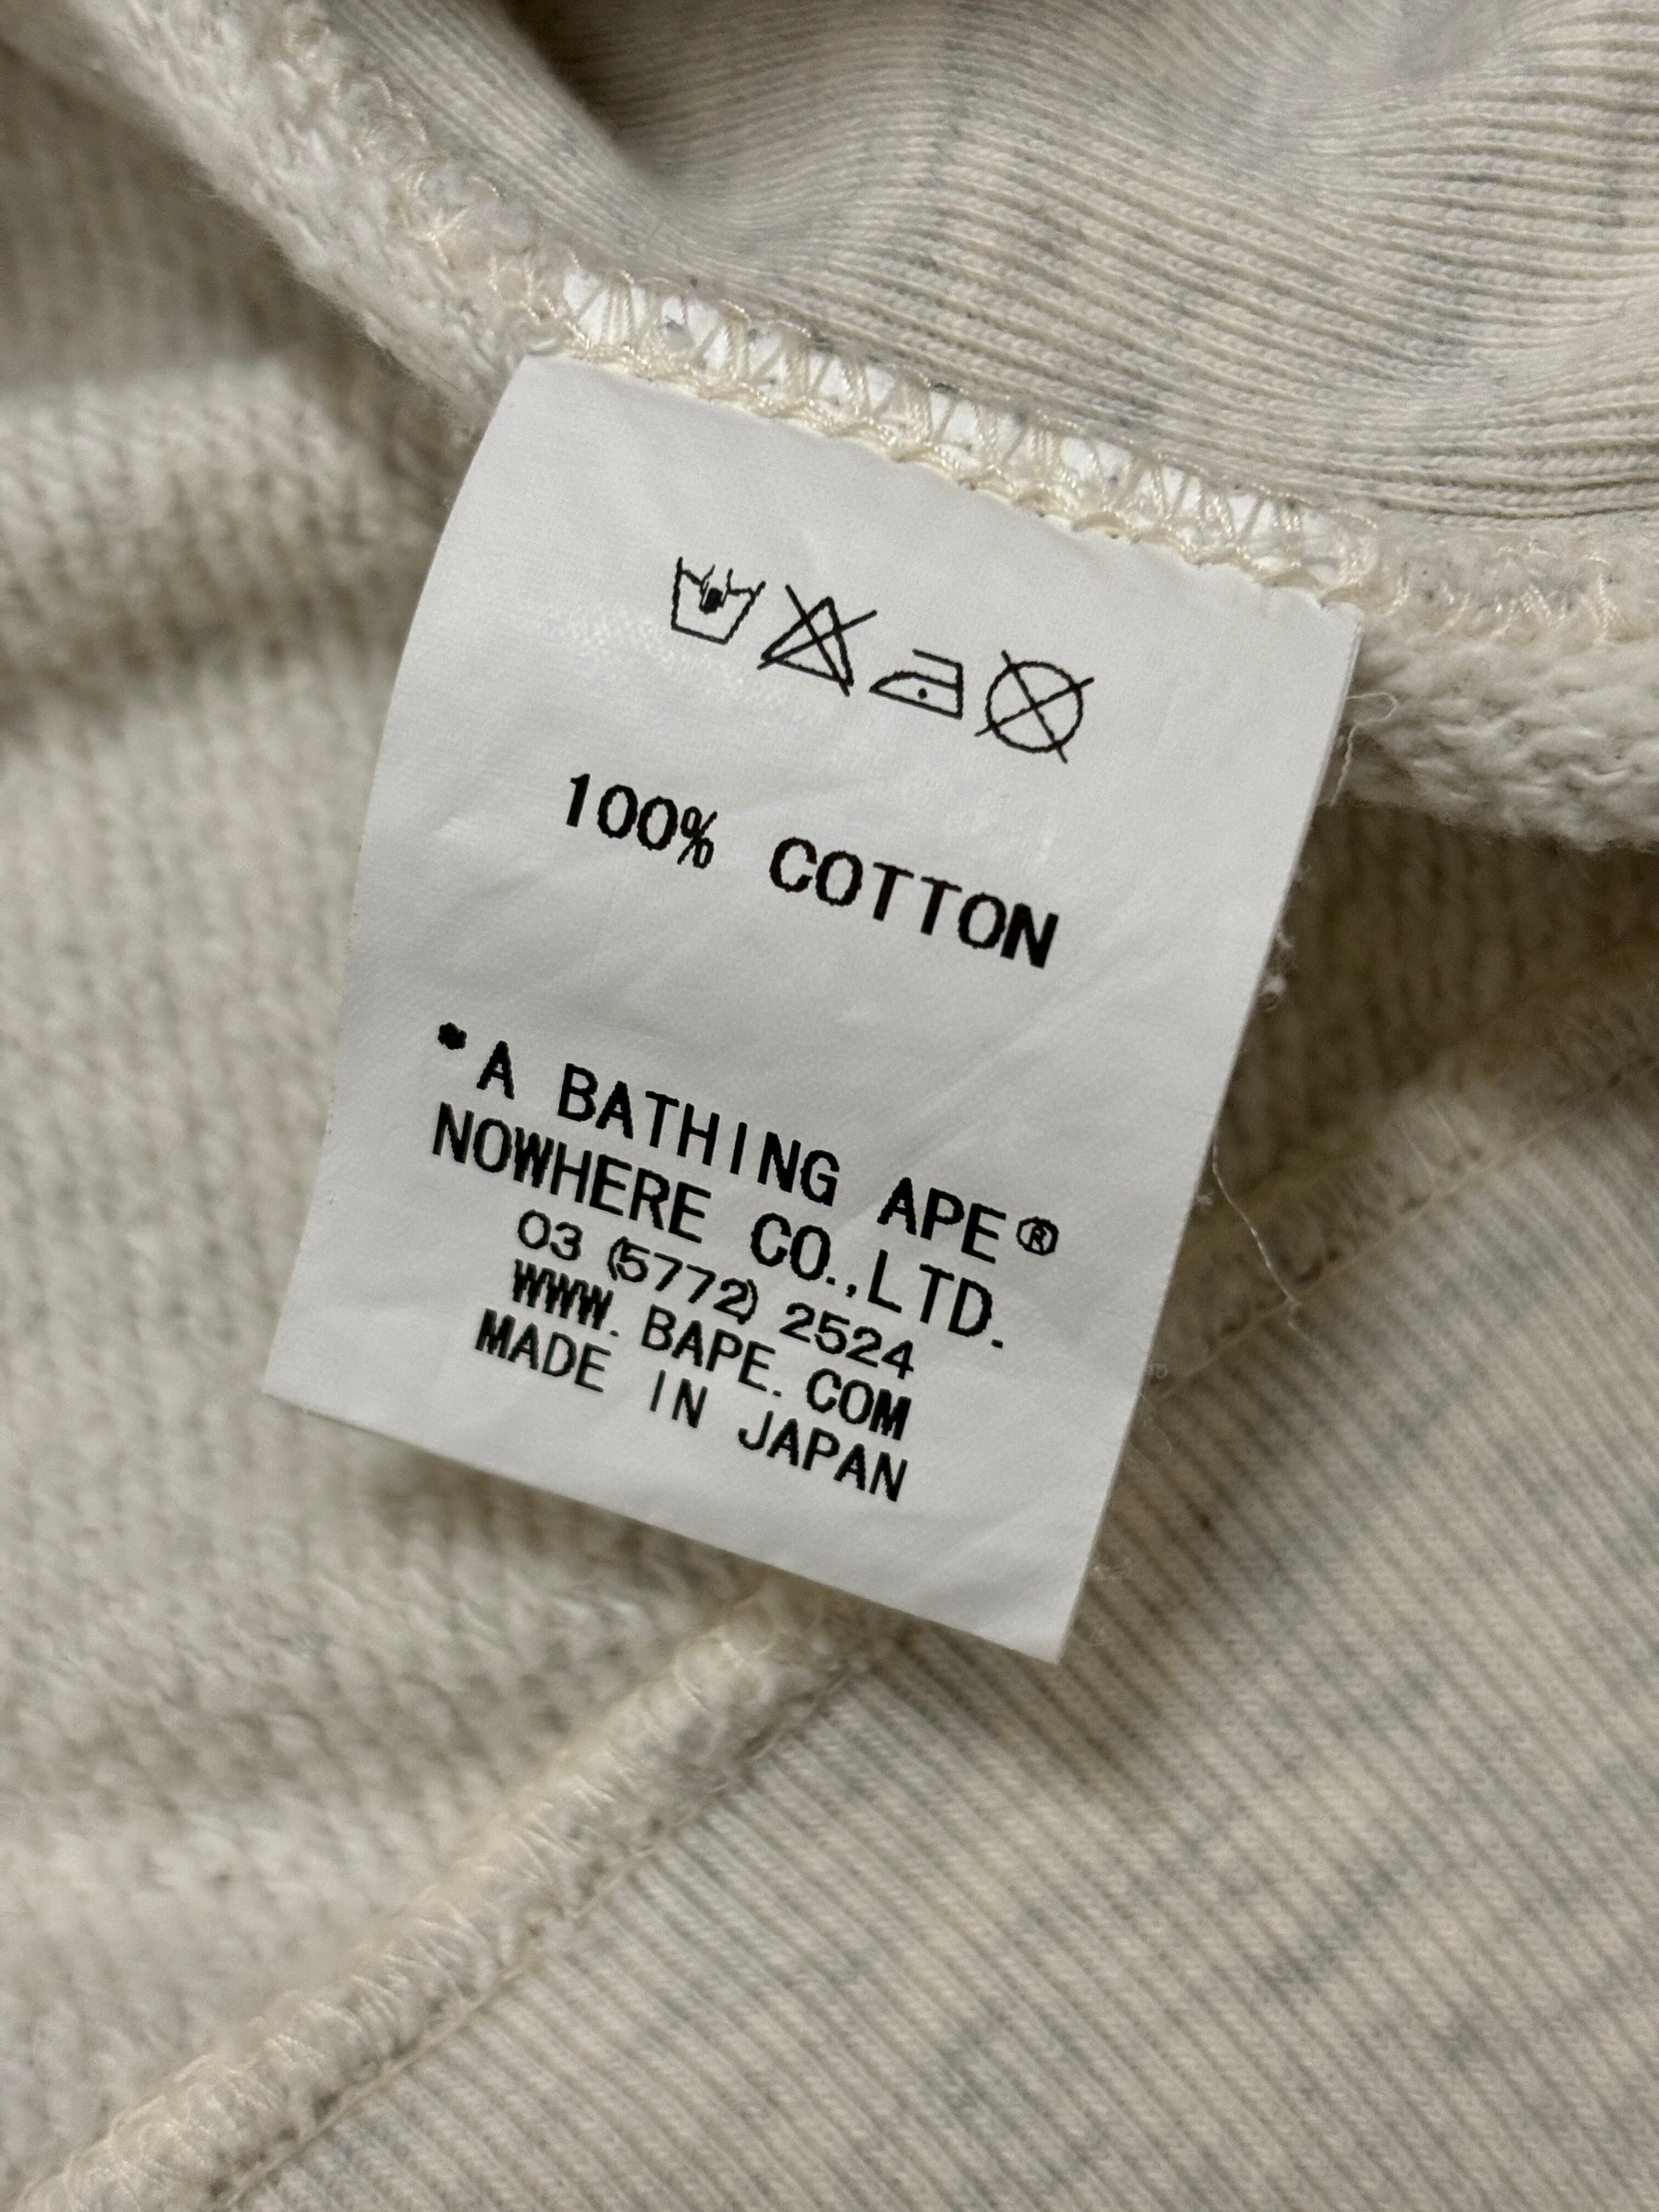 100% COTTON
•A BATHING APE®
NOWHERE CO.,LTD.
03 (5772) 2524
WWW. BAPE. COM
MADE IN JAPAN